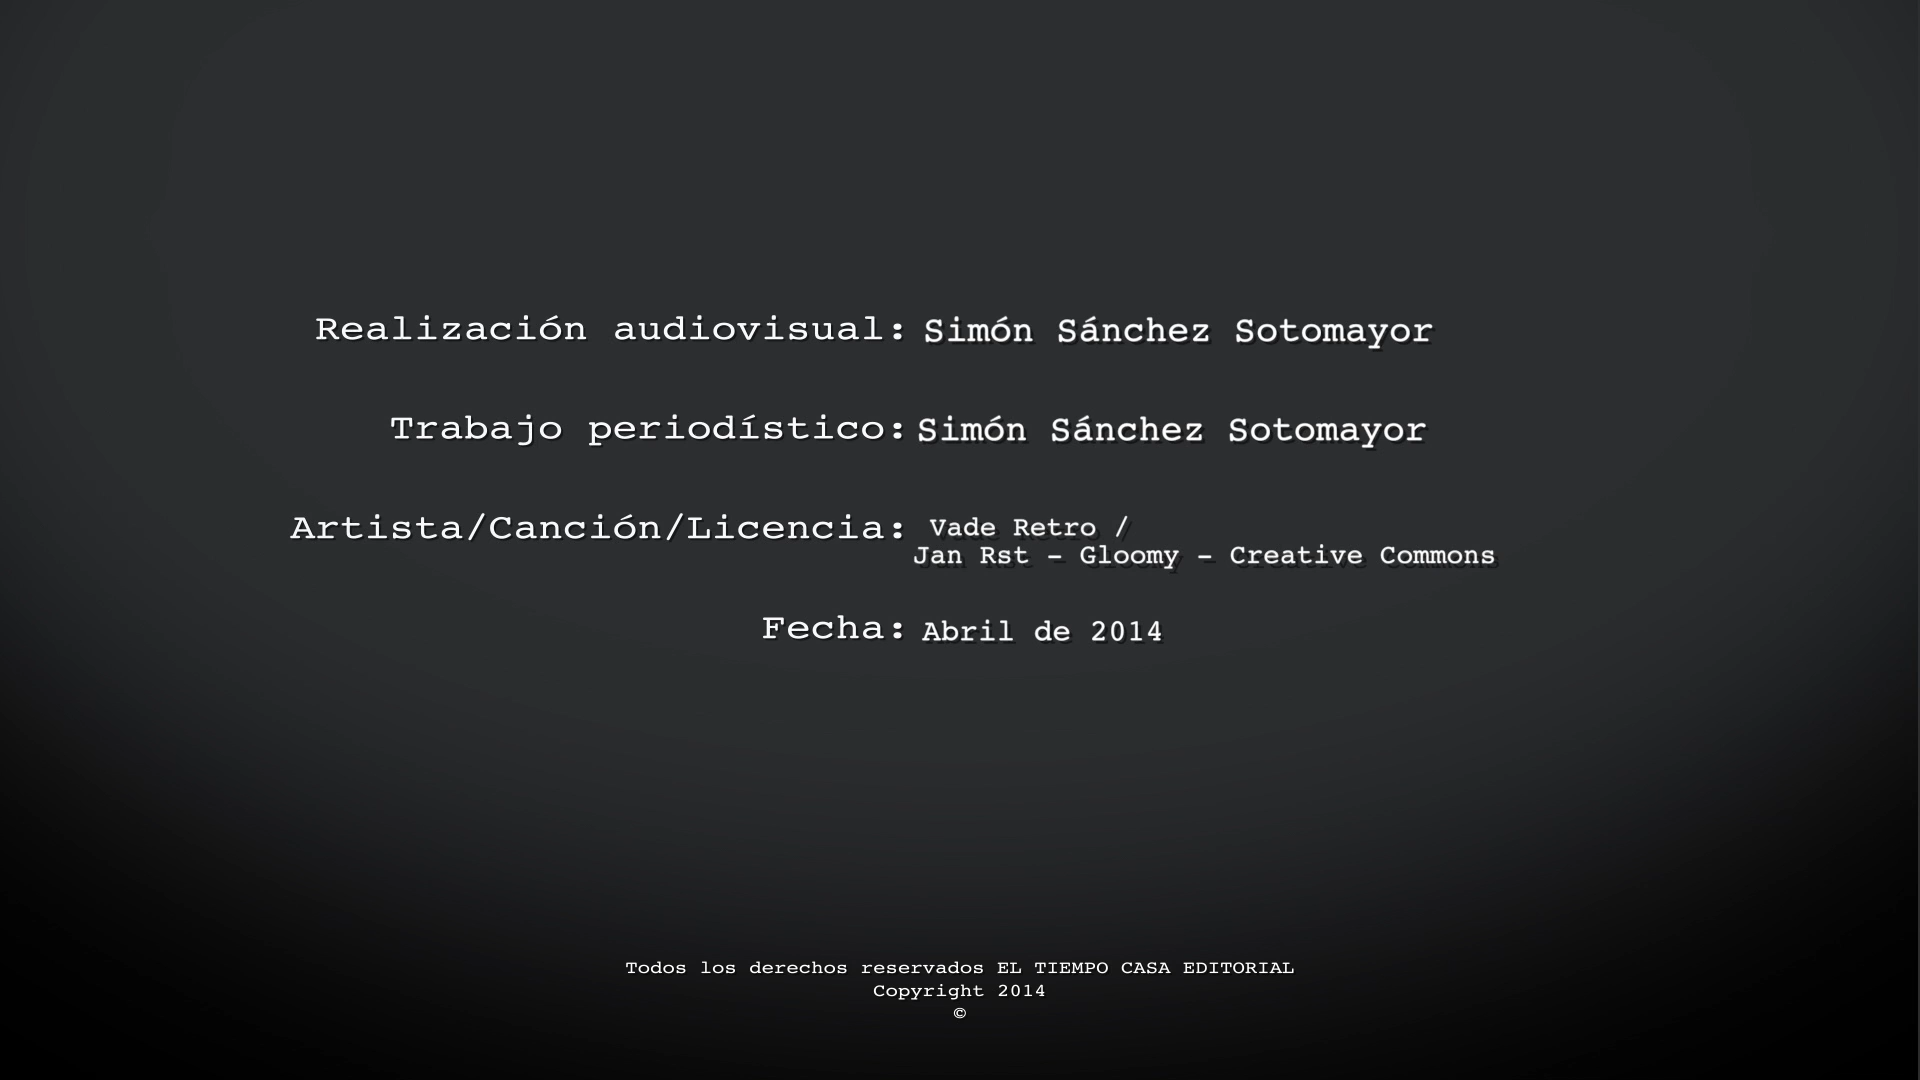 Realización audiovisual: Simón Sánchez Sotomayor
Trabajo periodístico: Simón Sánchez Sotomayor
Artista/Canción/Licencia: Vade Retro /
Jan Rst - Gloomy - Creative Commons
Fecha: Abril de 2014
Todos los derechos reservados EL TIEMPO CASA EDITORIAL
Copyright 2014
©